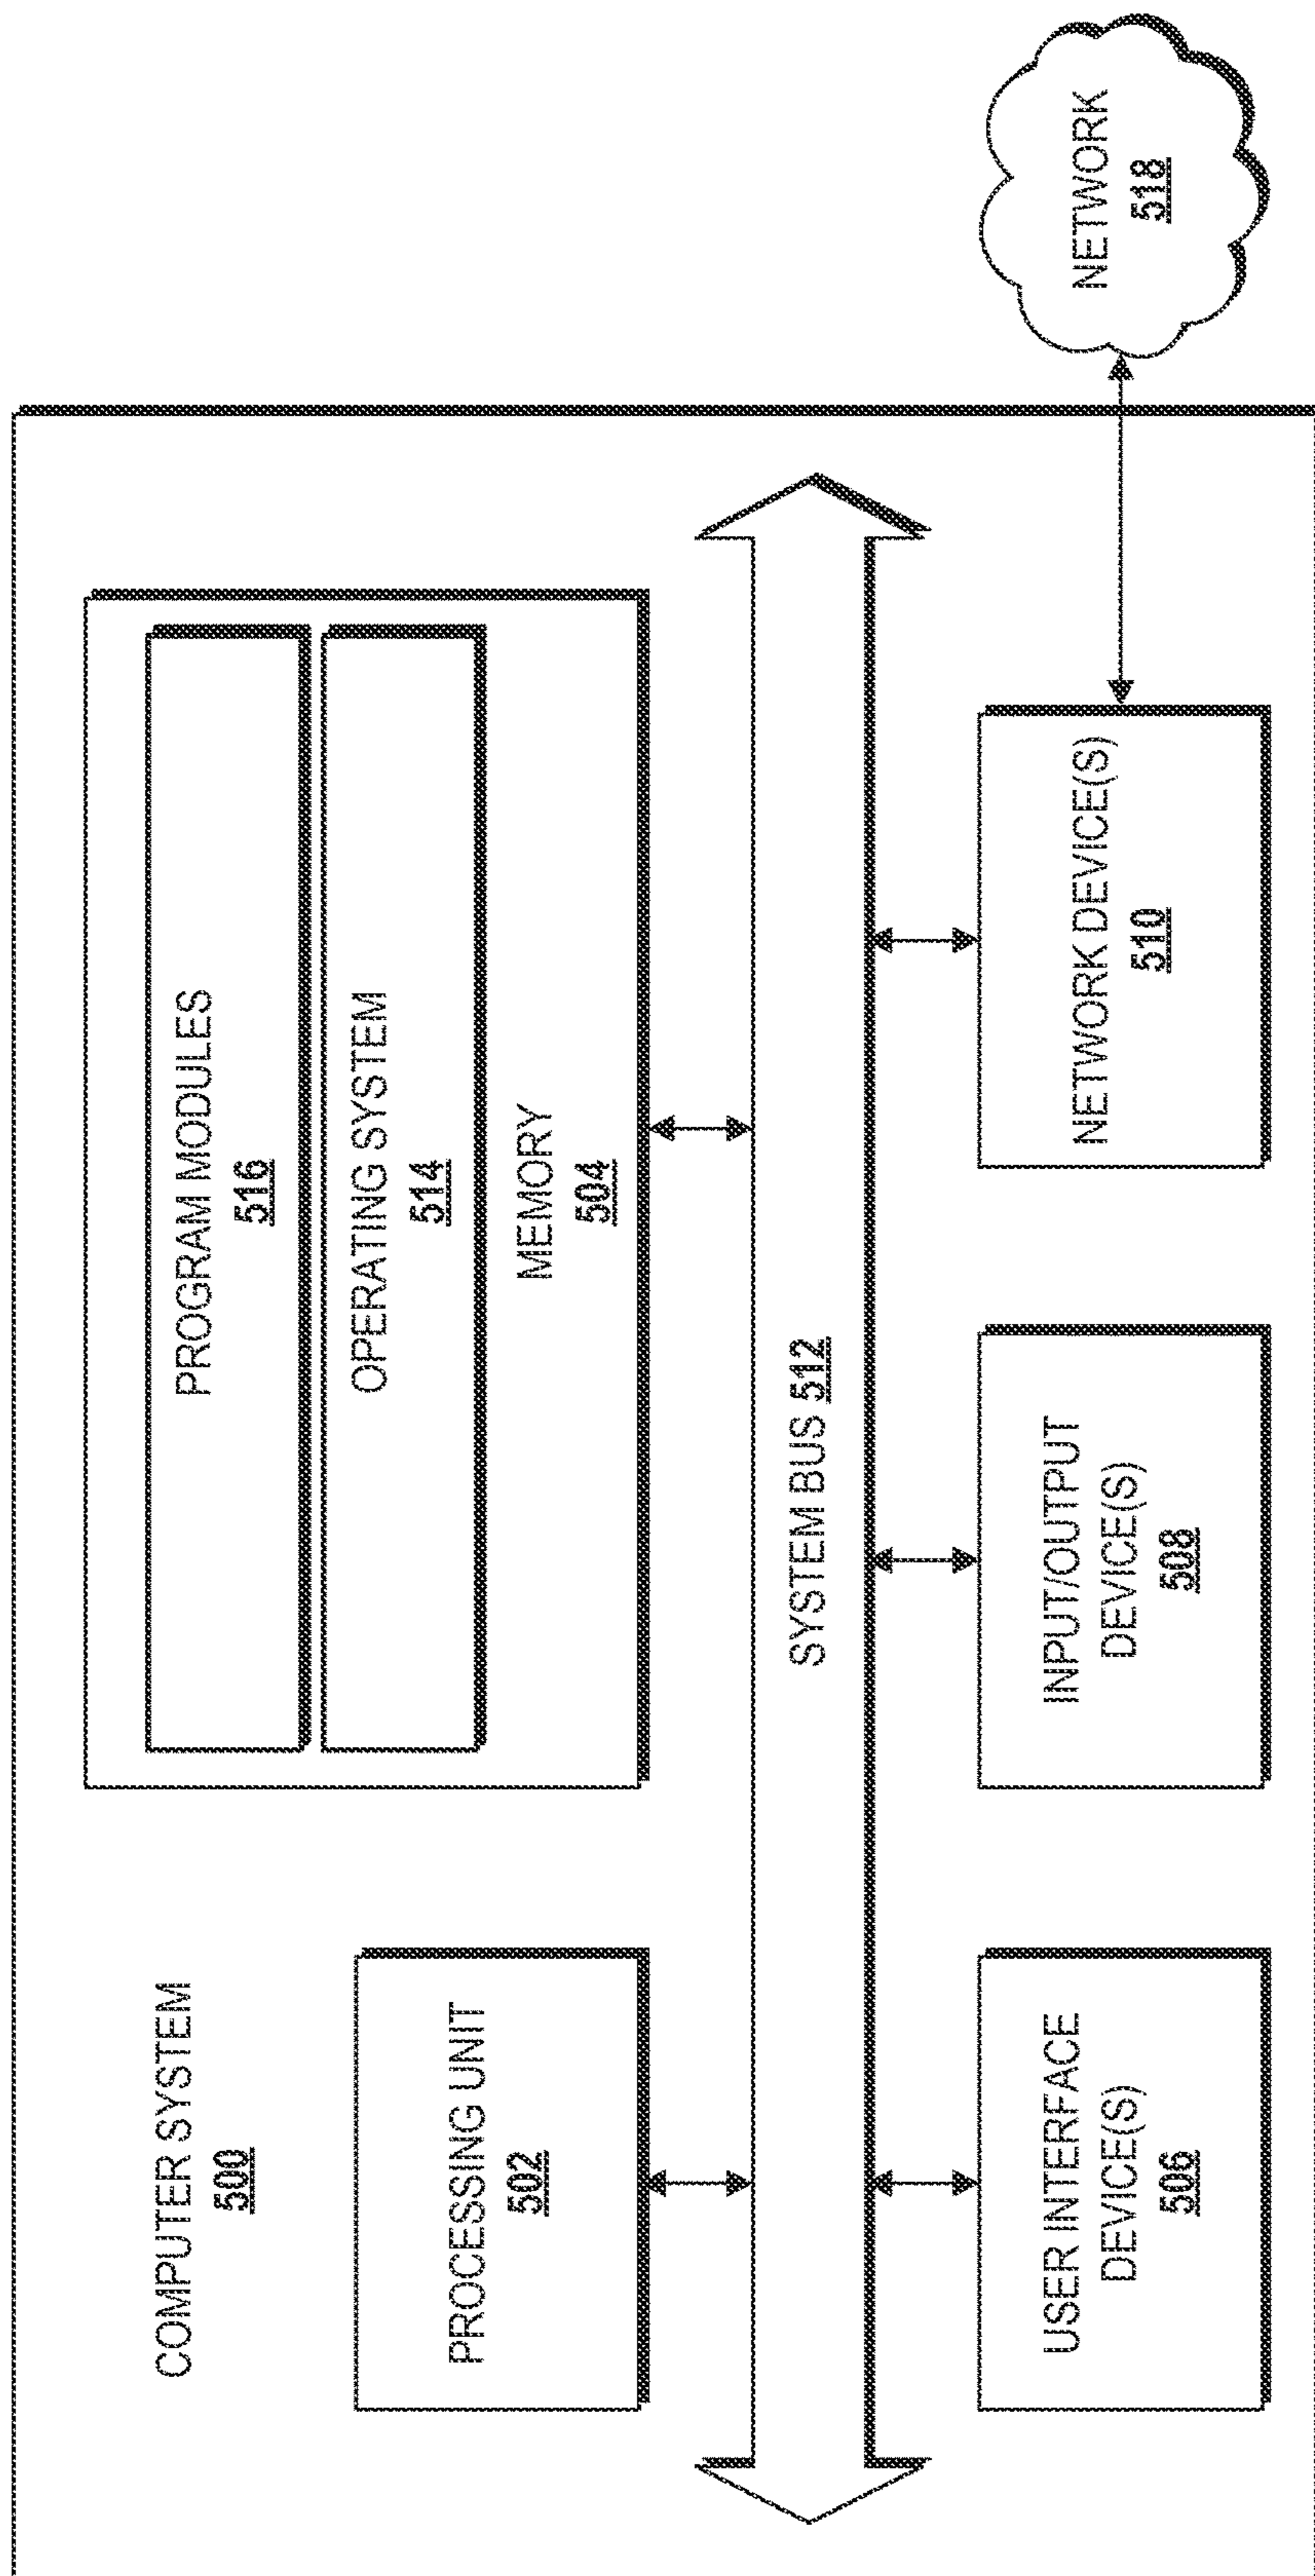 COMPUTER SYSTEM
500
PROCESSING UNIT
502
PROGRAM MODULES
516
OPERATING SYSTEM
514
MEMORY
504
SYSTEM BUS 512
USER INTERFACE
DEVICE(S)
506
INPUT/OUTPUT
DEVICE(S)
508
NETWORK DEVICE(S)
510
NETWORK
518